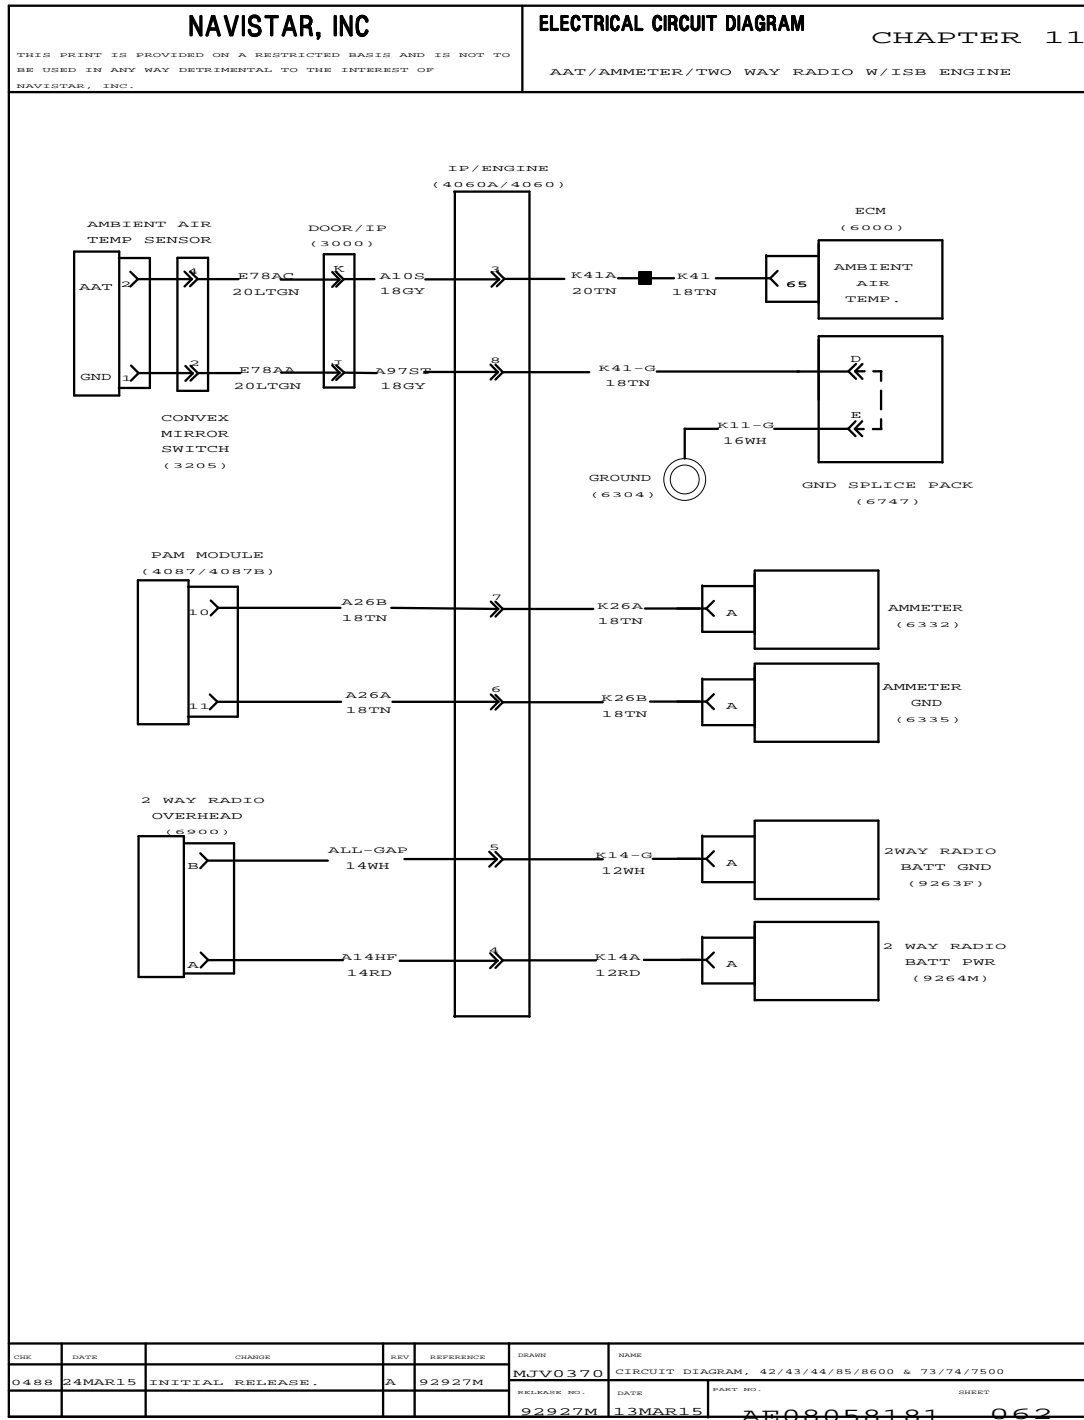 NAVISTAR, INC
THIS PRINT IS PROVIDED ON A RESTRICTED BASIS AND IS NOT TO
BE USED IN ANY WAY DETRIMENTAL TO THE INTEREST OF
NAVISTAR, INC.
ELECTRICAL CIRCUIT DIAGRAM
CHAPTER 11
AAT/AMMETER/TWO WAY RADIO W/ISB ENGINE
IP/ENGINE
(4060A/4060)
AMBIENT AIR
TEMP SENSOR
DOOR/IP
(3000)
ECM
(6000)
AAT
2
4
E78AC
20LTGN
K
A10S
18GY
3
K41A
20TN
K41
18TN
65
AMBIENT
AIR
TEMP.
GND
1
2
E78AA
20LTGN
J
A97ST
18GY
8
K41-G
18TN
D
E
K11-G
16WH
CONVEX
MIRROR
SWITCH
(3205)
GROUND
(6304)
GND SPLICE PACK
(6747)
PAM MODULE
(4087/4087B)
10
A26B
18TN
7
K26A
18TN
A
AMMETER
(6332)
11
A26A
18TN
6
K26B
18TN
A
AMMETER
GND
(6335)
2 WAY RADIO
OVERHEAD
(6900)
B
ALL-GAP
14WH
5
K14-G
12WH
A
2WAY RADIO
BATT GND
(9263F)
A
A14HF
14RD
4
K14A
12RD
A
2 WAY RADIO
BATT PWR
(9264M)
CHK DATE CHANGE REV REFERENCE
0488 24MAR15 INITIAL RELEASE. A 92927M
DRAWN
MJV0370
NAME
CIRCUIT DIAGRAM, 42/43/44/85/8600 & 73/74/7500
RELEASE NO.
92927M
DATE
13MAR15
PART NO.
AE08058181
SHEET
062